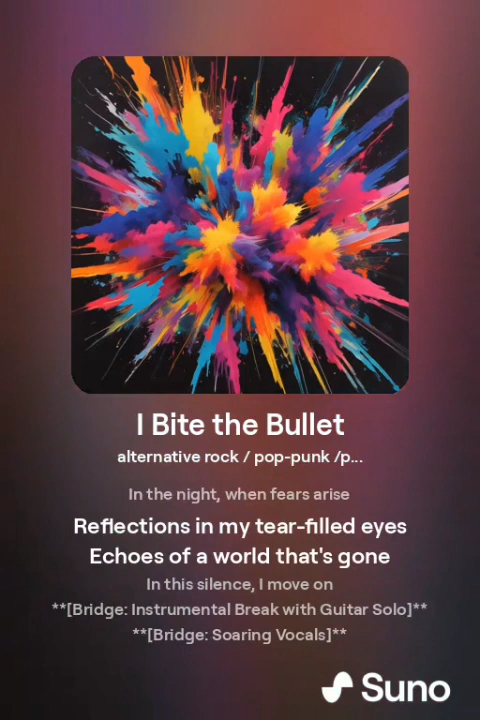 I Bite the Bullet
alternative rock / pop-punk /p...
In the night, when fears arise
Reflections in my tear-filled eyes
Echoes of a world that's gone
In this silence, I move on
**[Bridge: Instrumental Break with Guitar Solo]**
**[Bridge: Soaring Vocals]**
Suno